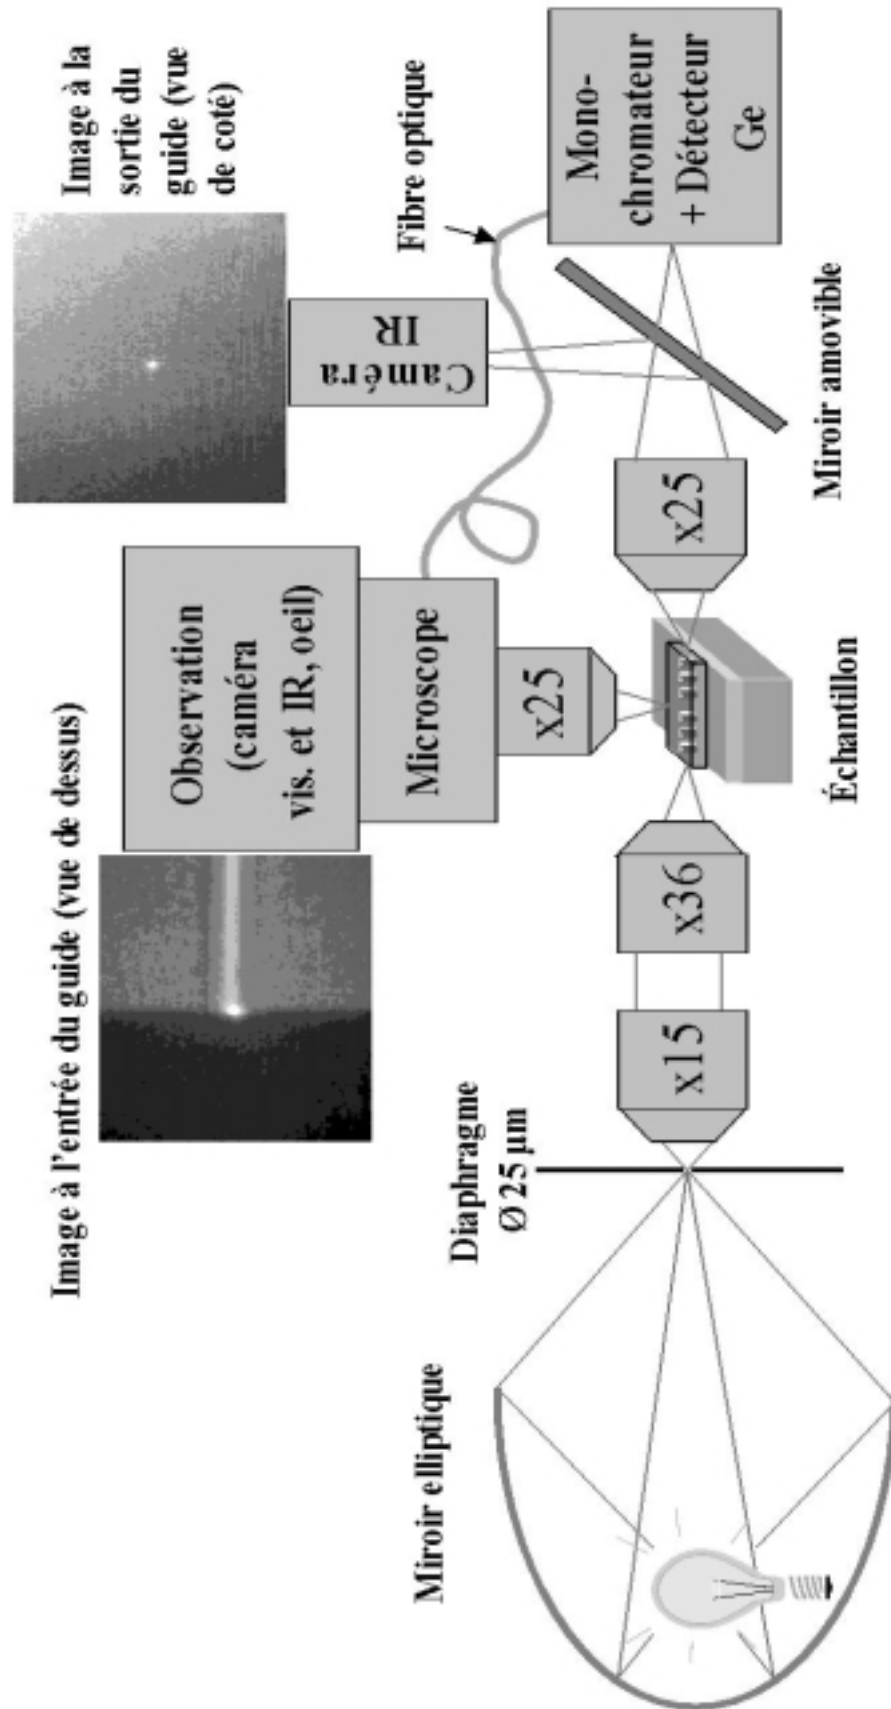 Image à l'entrée du guide (vue de dessus)
Image à la
sortie du
guide (vue
de coté)
Observation
(caméra
vis. et IR, oeil)
Microscope
x25
Caméra
IR
Fibre optique
Mono-
chromateur
+ Détecteur
Ge
Miroir elliptique
Diaphragme
Ø 25 µm
x15
x36
x25
Échantillon
Miroir amovible